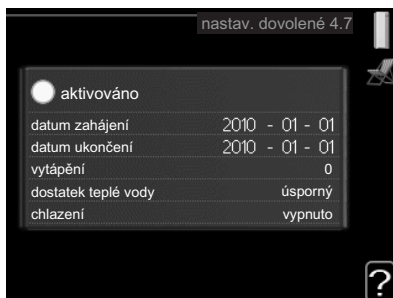 nastav. dovolené 4.7
aktivováno
datum zahájení 2010 - 01 - 01
datum ukončení 2010 - 01 - 01
vytápění 0
dostatek teplé vody úsporný
chlazení vypnuto
?